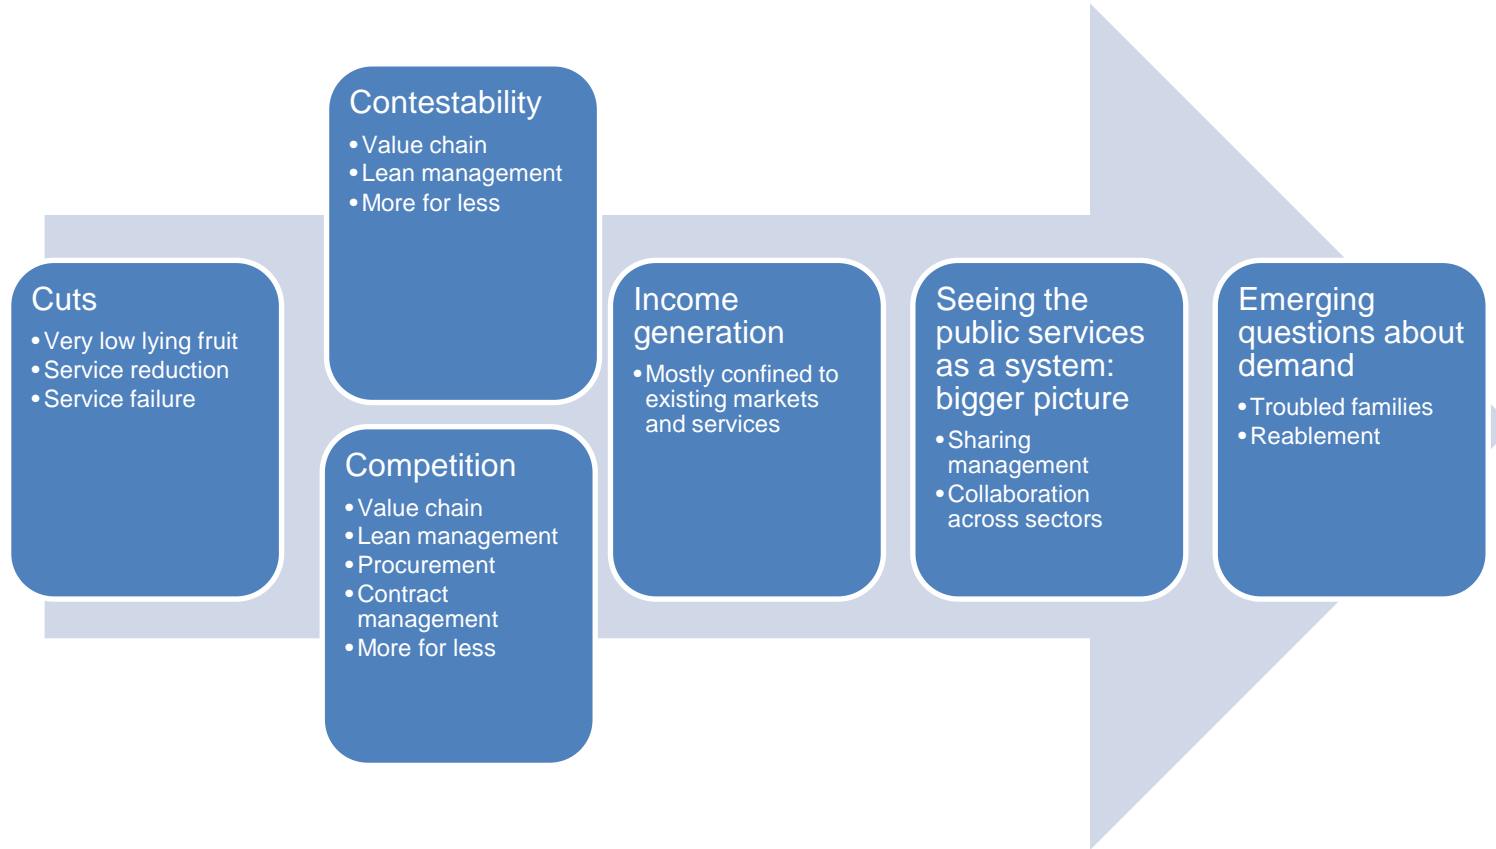 Cuts
•Very low lying fruit
•Service reduction
•Service failure
Contestability
•Value chain
•Lean management
•More for less
Competition
•Value chain
•Lean management
•Procurement
•Contract
management
•More for less
Income
generation
•Mostly confined to
existing markets
and services
Seeing the
public services
as a system:
bigger picture
•Sharing
management
•Collaboration
across sectors
Emerging
questions about
demand
•Troubled families
•Reablement